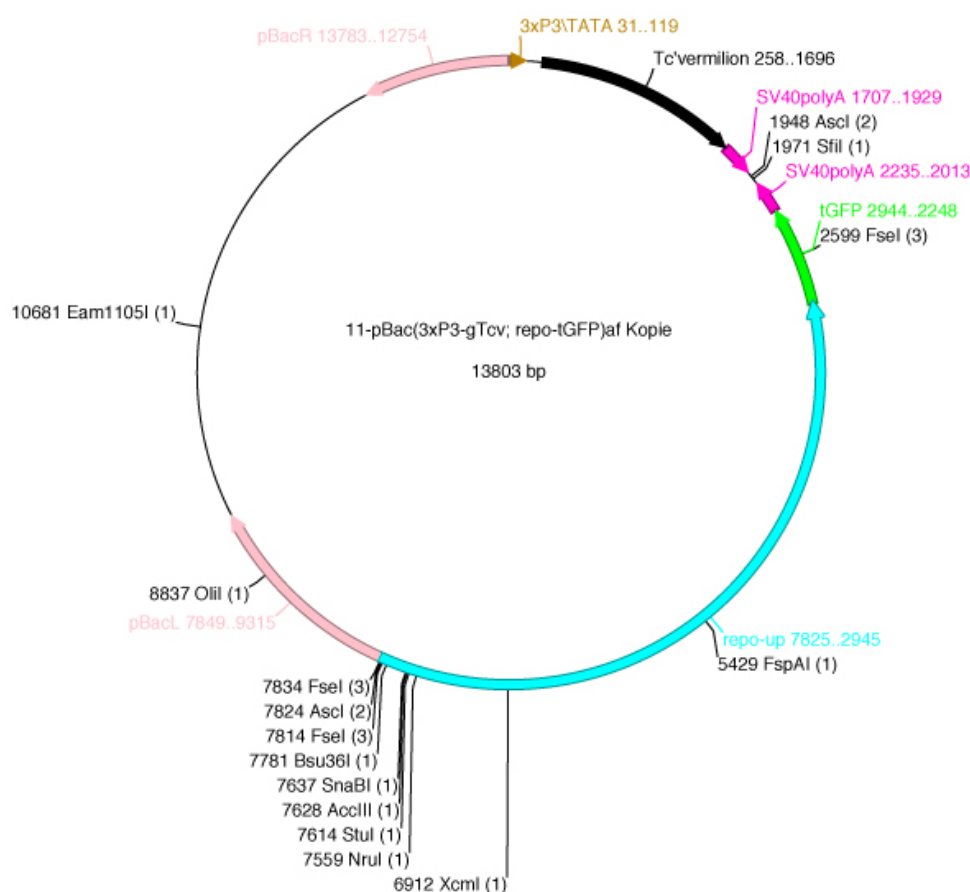 3xP3\TATA 31..119
pBacR 13783..12754
Tc'vermilion 258..1696
SV40polyA 1707..1929
1948 AscI (2)
1971 SfiI (1)
SV40polyA 2235..2013
tGFP 2944..2248
2599 FseI (3)
10681 Eam1105I (1)
11-pBac(3xP3-gTcv; repo-tGFP)af Kopie
13803 bp
8837 OliI (1)
pBacL 7849..9315
repo-up 7825..2945
5429 FspAI (1)
7834 FseI (3)
7824 AscI (2)
7814 FseI (3)
7781 Bsu36I (1)
7637 SnaBI (1)
7628 AccIII (1)
7614 StuI (1)
7559 NruI (1)
6912 XcmI (1)